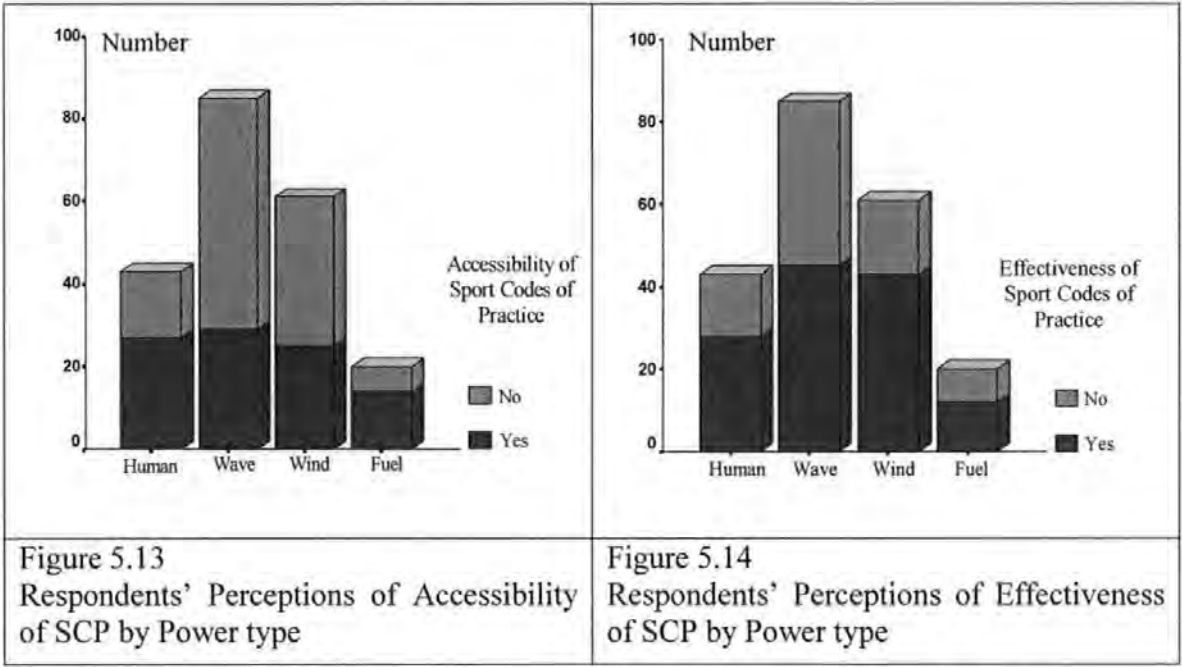 100
Number
80
60
40
20
0
Human Wave Wind Fuel
Accessibility of
Sport Codes of
Practice
No
Yes
100
Number
80
60
40
20
0
Human Wave Wind Fuel
Effectiveness of
Sport Codes of
Practice
No
Yes
Figure 5.13
Respondents’ Perceptions of Accessibility
of SCP by Power type
Figure 5.14
Respondents’ Perceptions of Effectiveness
of SCP by Power type